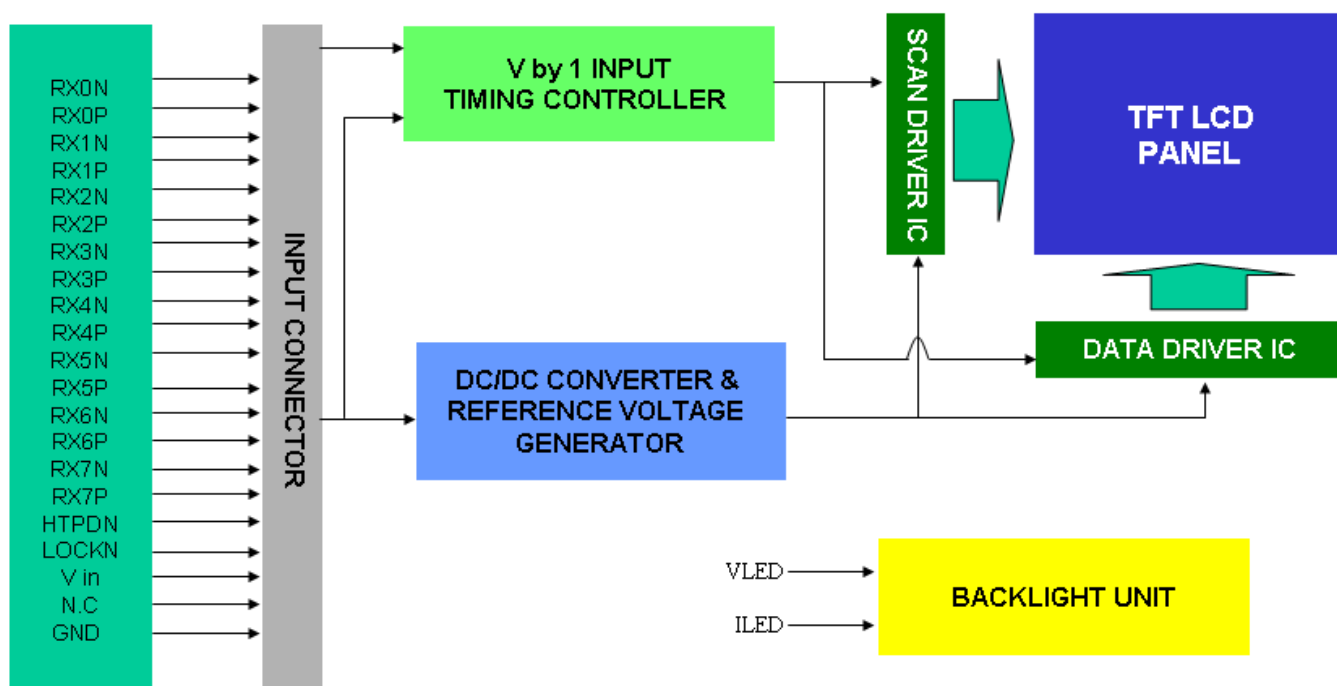 RX0N
RX0P
RX1N
RX1P
RX2N
RX2P
RX3N
RX3P
RX4N
RX4P
RX5N
RX5P
RX6N
RX6P
RX7N
RX7P
HTPDN
LOCKN
V in
N.C
GND
INPUT CONNECTOR
V by 1 INPUT
TIMING CONTROLLER
DC/DC CONVERTER &
REFERENCE VOLTAGE
GENERATOR
SCAN DRIVER IC
TFT LCD
PANEL
DATA DRIVER IC
VLED
ILED
BACKLIGHT UNIT